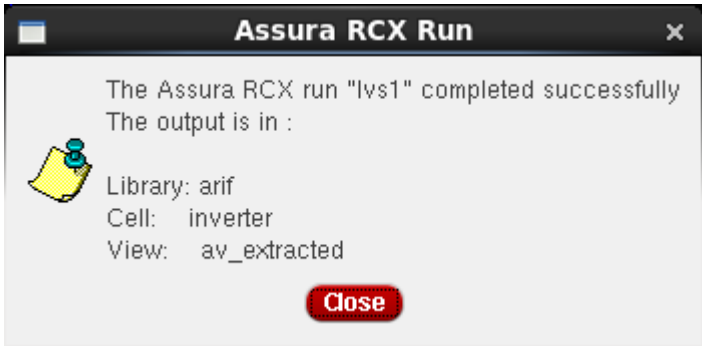 Assura RCX Run
The Assura RCX run "lvs1" completed successfully
The output is in :
Library: arif
Cell: inverter
View: av_extracted
Close